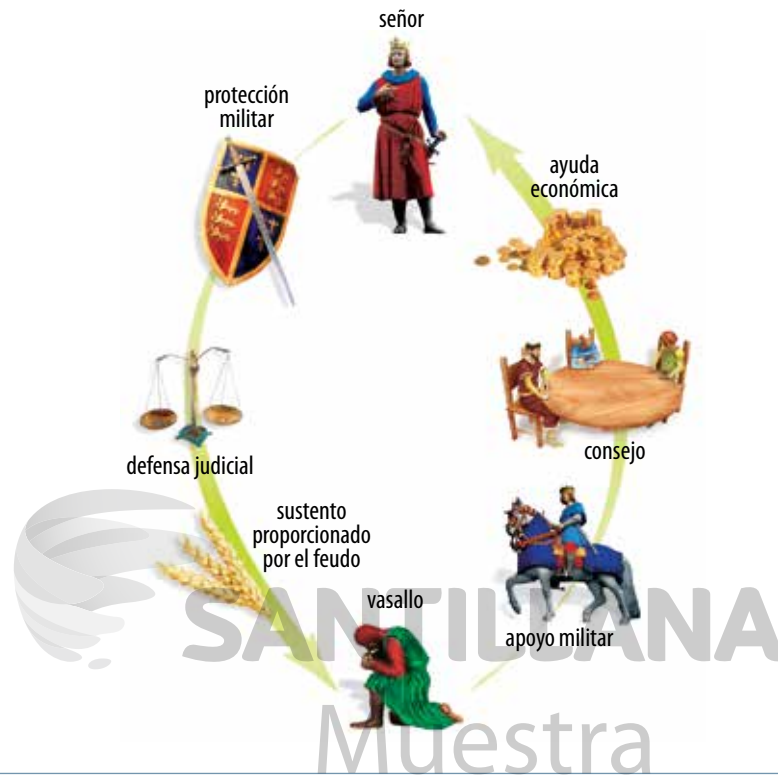 señor
protección
militar
ayuda
económica
defensa judicial
consejo
sustento
proporcionado
por el feudo
vasallo
apoyo militar
SANTILLANA
Muestra